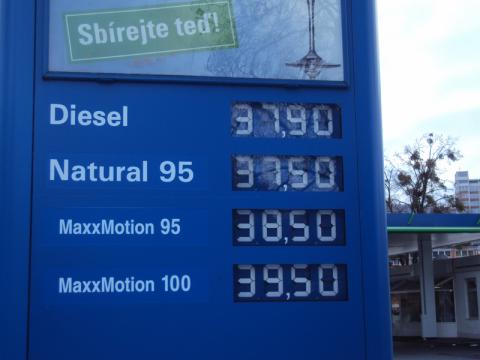 Sbírejte teď!
Diesel 37,90
Natural 95 37,50
MaxxMotion 95 38,50
MaxxMotion 100 39,50